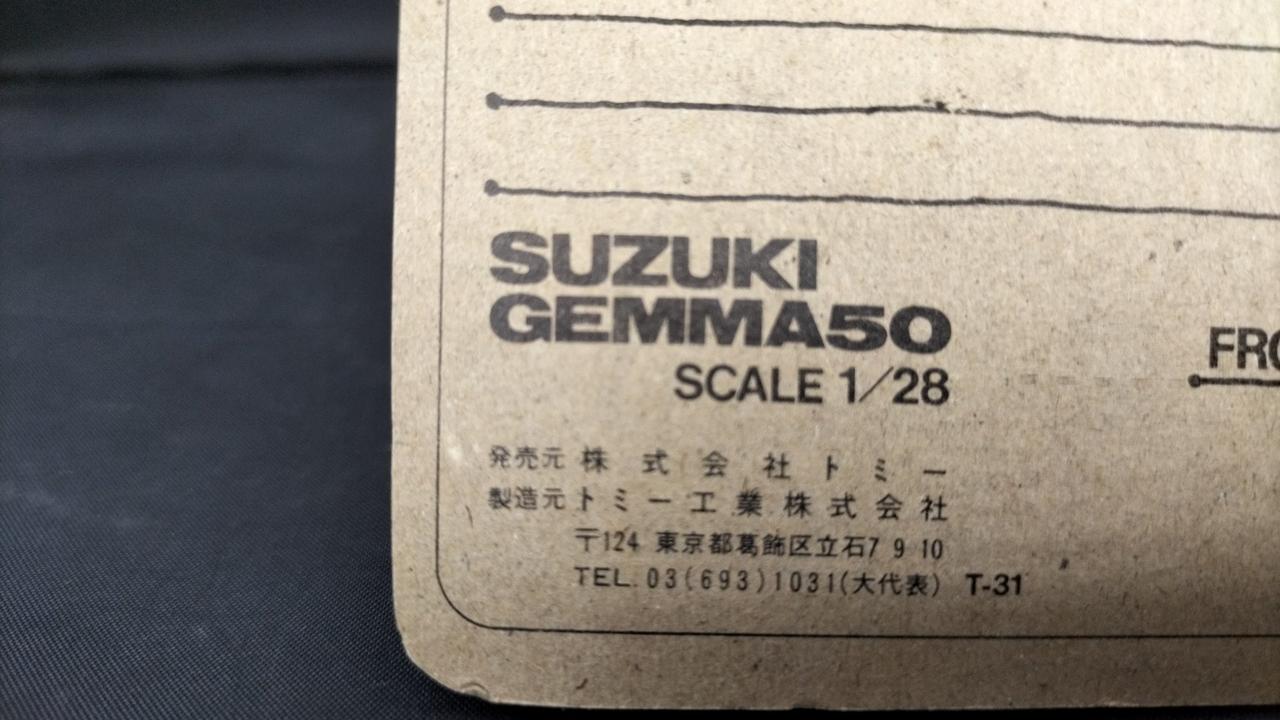 SUZUKI
GEMMA50
SCALE 1/28
FRO
発売元 株式会社トミー
製造元 トミー工業株式会社
〒124 東京都葛飾区立石7 9 10
TEL. 03(693)1031(大代表) T-31